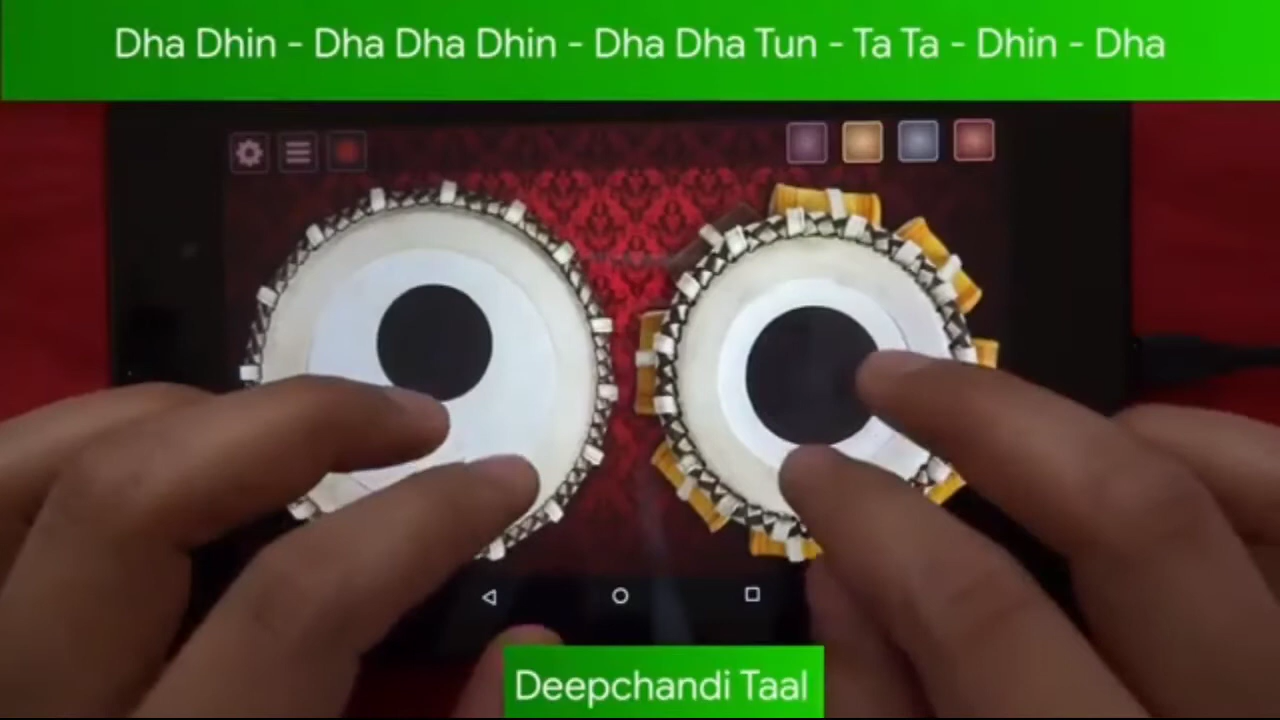 Dha Dhin - Dha Dha Dhin - Dha Dha Tun - Ta Ta - Dhin - Dha
Deepchandi Taal